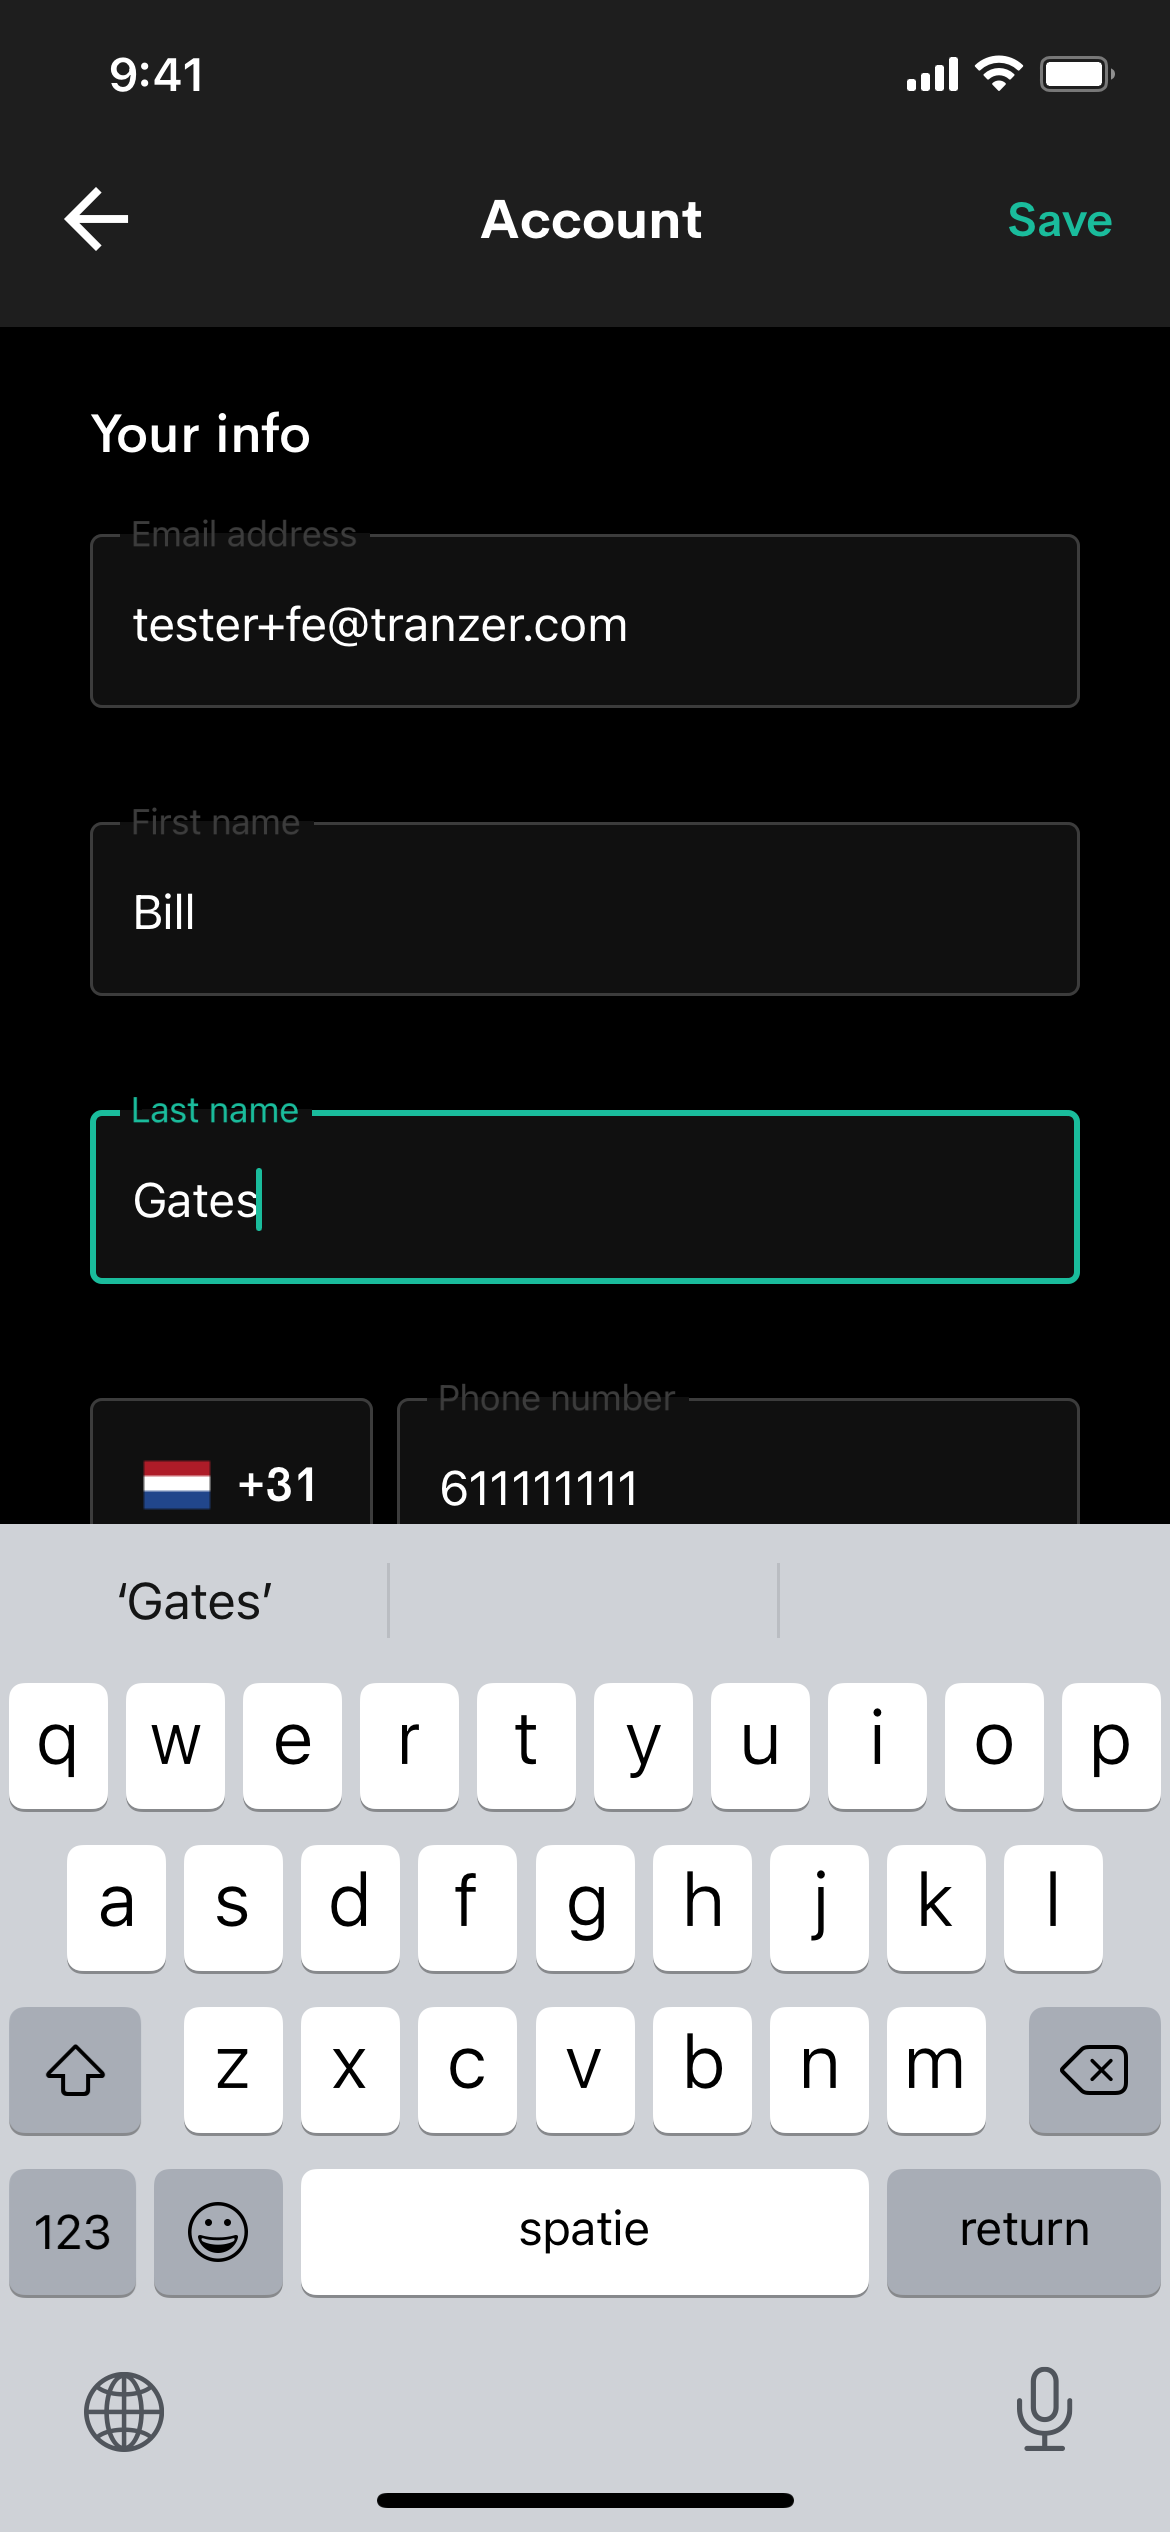 9:41
Account
Save
Your info
Email address
tester+fe@tranzer.com
First name
Bill
Last name
Gates
Phone number
+31
611111111
‘Gates’
q w e r t y u i o p
a s d f g h j k l
z x c v b n m
123
spatie
return